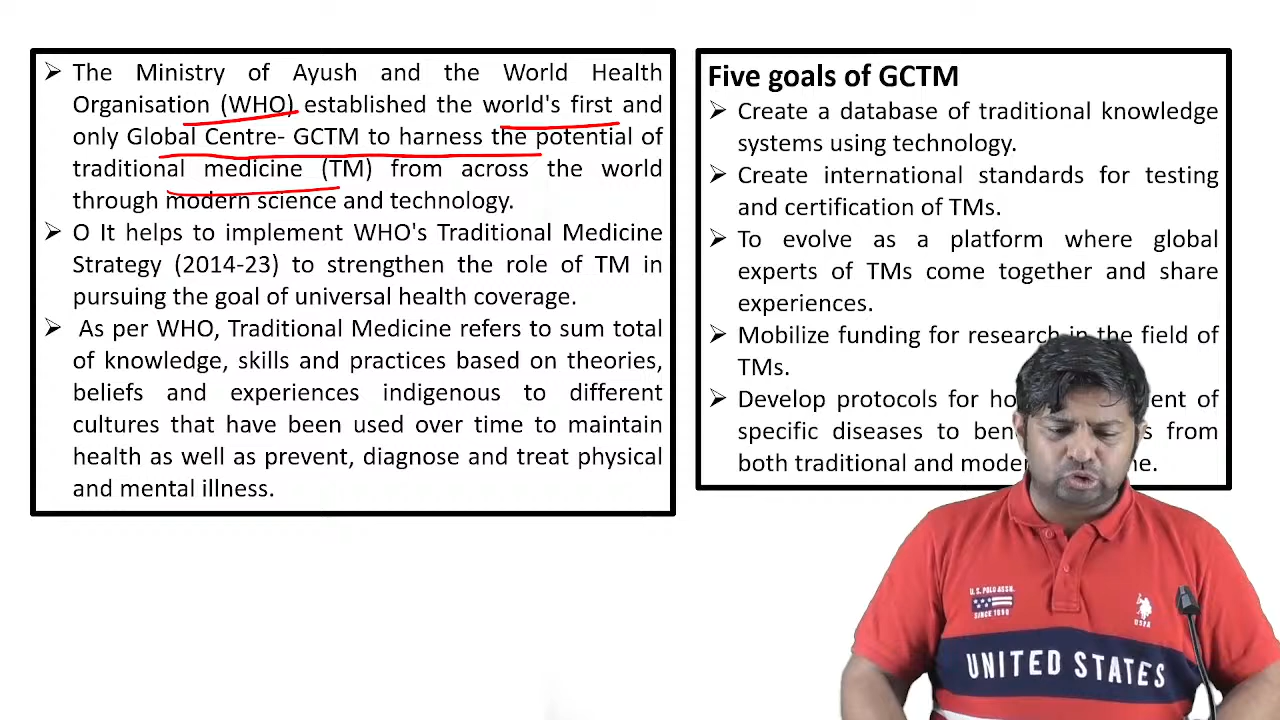 ➢ The Ministry of Ayush and the World Health
Organisation (WHO) established the world's first and
only Global Centre- GCTM to harness the potential of
traditional medicine (TM) from across the world
through modern science and technology.
➢ O It helps to implement WHO's Traditional Medicine
Strategy (2014-23) to strengthen the role of TM in
pursuing the goal of universal health coverage.
➢ As per WHO, Traditional Medicine refers to sum total
of knowledge, skills and practices based on theories,
beliefs and experiences indigenous to different
cultures that have been used over time to maintain
health as well as prevent, diagnose and treat physical
and mental illness.
Five goals of GCTM
➢ Create a database of traditional knowledge
systems using technology.
➢ Create international standards for testing
and certification of TMs.
➢ To evolve as a platform where global
experts of TMs come together and share
experiences.
➢ Mobilize funding for research in the field of
TMs.
➢ Develop protocols for of
specific diseases to from
both traditional and
U.S. POLO ASSN.
SINCE 1890
USPA
UNITED STATES